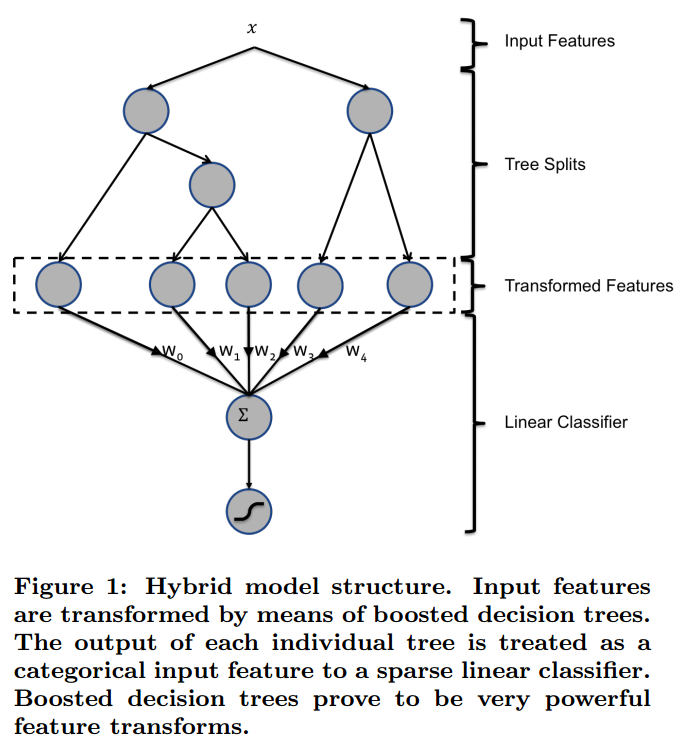 x
Input Features
Tree Splits
Transformed Features
W₀ W₁ W₂ W₃ W₄
Σ
Linear Classifier
Figure 1: Hybrid model structure. Input features
are transformed by means of boosted decision trees.
The output of each individual tree is treated as a
categorical input feature to a sparse linear classifier.
Boosted decision trees prove to be very powerful
feature transforms.